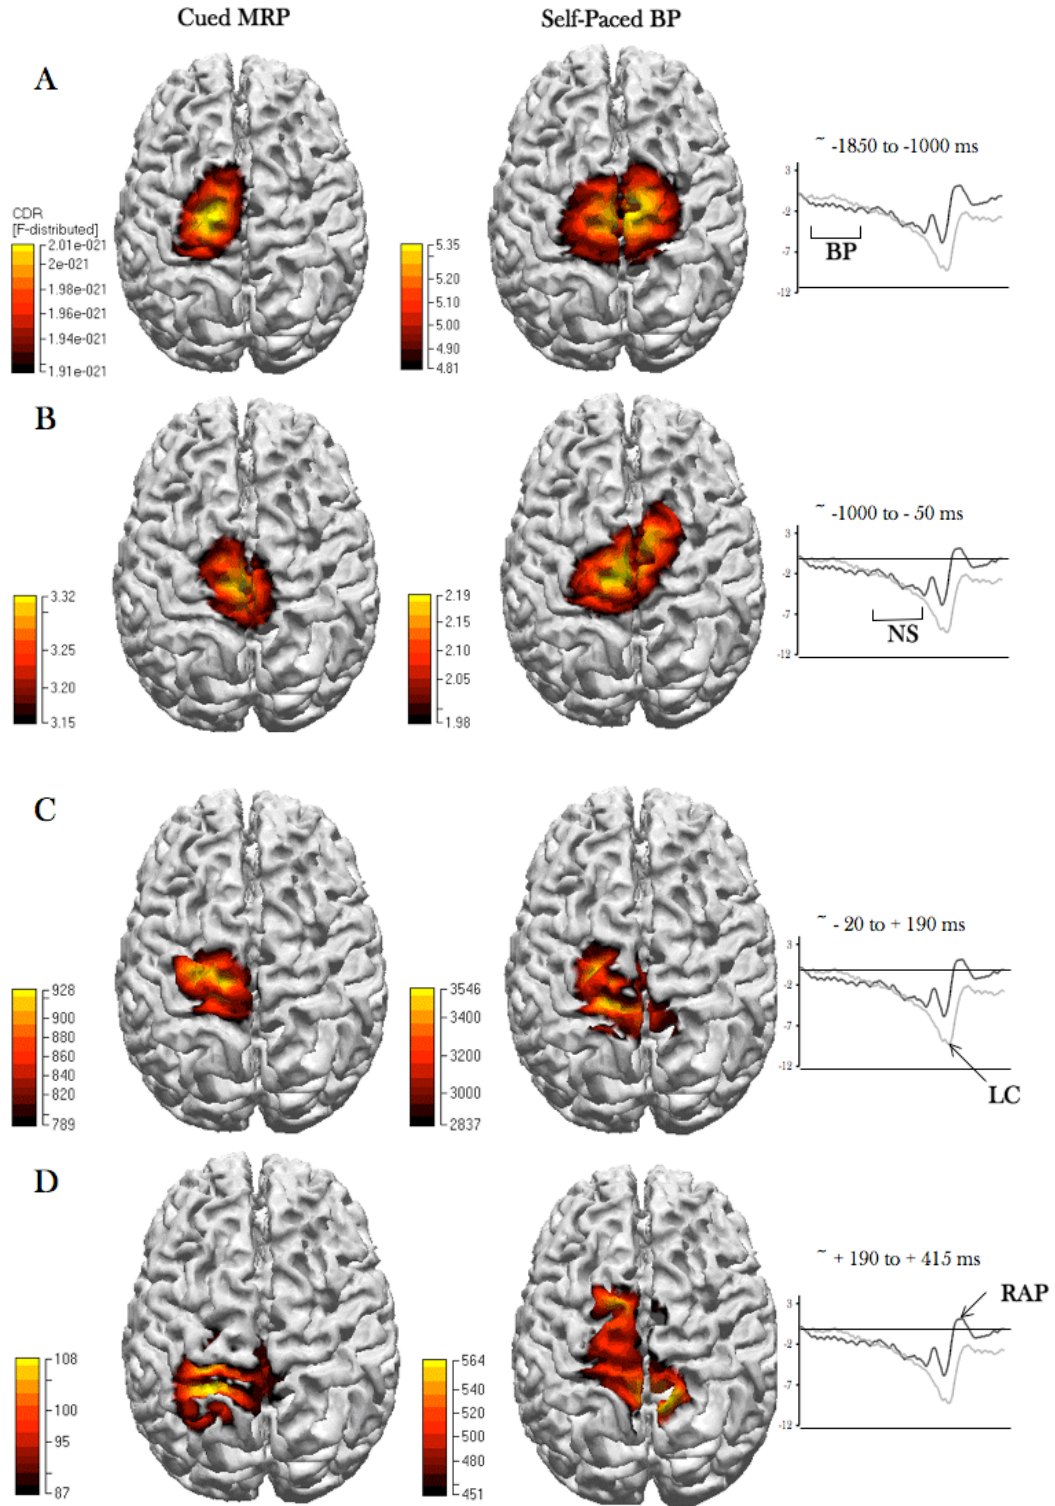 Cued MRP
Self-Paced BP
A
CDR
[F-distributed]
2.01e-021
2e-021
1.98e-021
1.96e-021
1.94e-021
1.91e-021
5.35
5.20
5.10
5.00
4.90
4.81
~ -1850 to -1000 ms
3
-2
-7
-12
BP
B
3.32
3.25
3.20
3.15
2.19
2.15
2.10
2.05
1.98
~ -1000 to - 50 ms
3
-2
-7
-12
NS
C
928
900
880
860
840
820
789
3546
3400
3200
3000
2837
~ - 20 to + 190 ms
3
-2
-7
-12
LC
D
108
100
95
87
564
540
520
500
480
451
~ + 190 to + 415 ms
3
-2
-7
-12
RAP